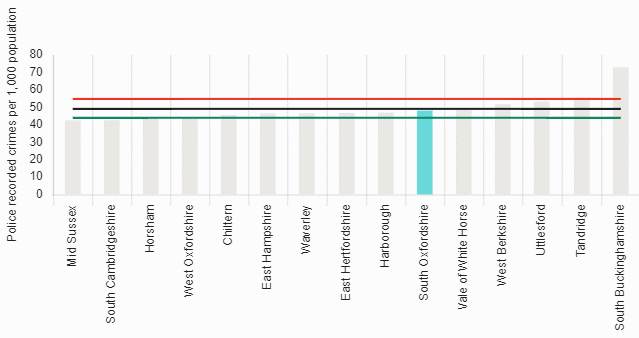 Police recorded crimes per 1,000 population
80
70
60
50
40
30
20
10
0
Mid Sussex
South Cambridgeshire
Horsham
West Oxfordshire
Chiltern
East Hampshire
Waverley
East Hertfordshire
Harborough
South Oxfordshire
Vale of White Horse
West Berkshire
Uttlesford
Tandridge
South Buckinghamshire